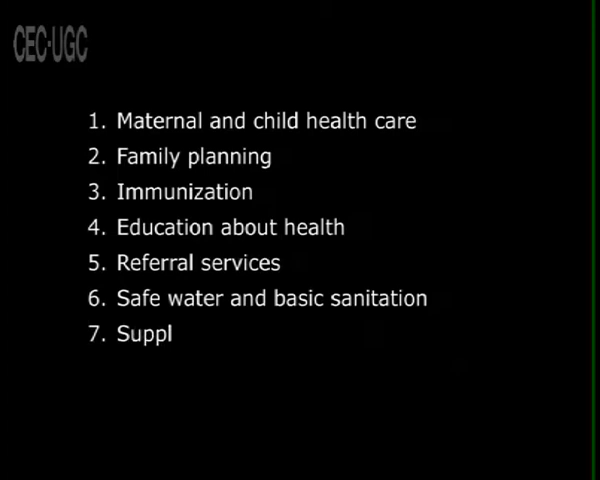 CEC-UGC
1. Maternal and child health care
2. Family planning
3. Immunization
4. Education about health
5. Referral services
6. Safe water and basic sanitation
7. Suppl